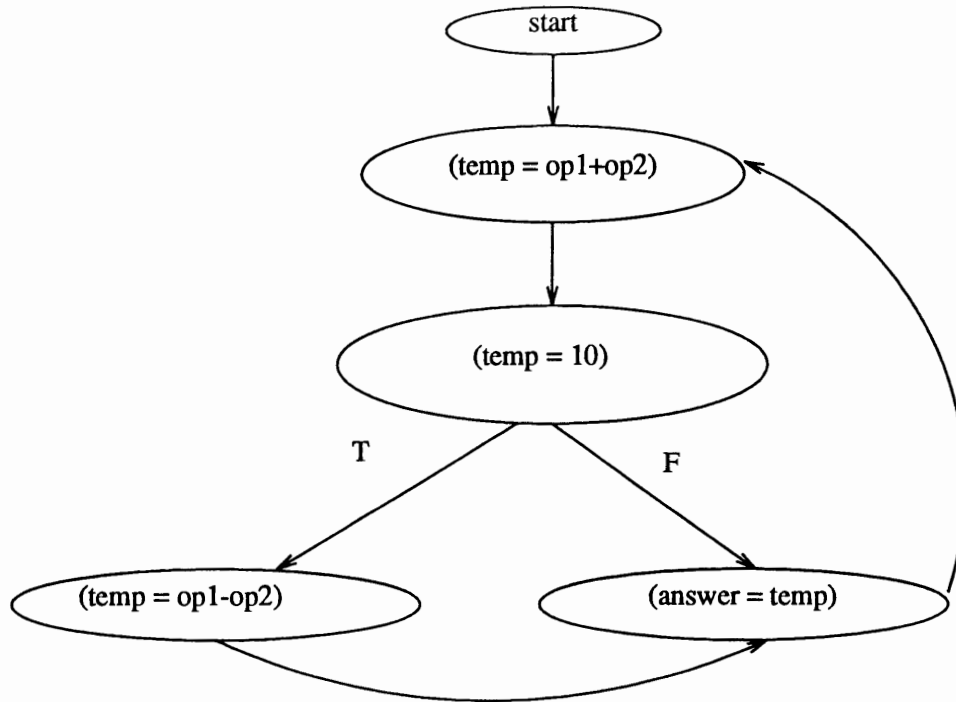 start
(temp = op1+op2)
(temp = 10)
T
F
(temp = op1-op2)
(answer = temp)